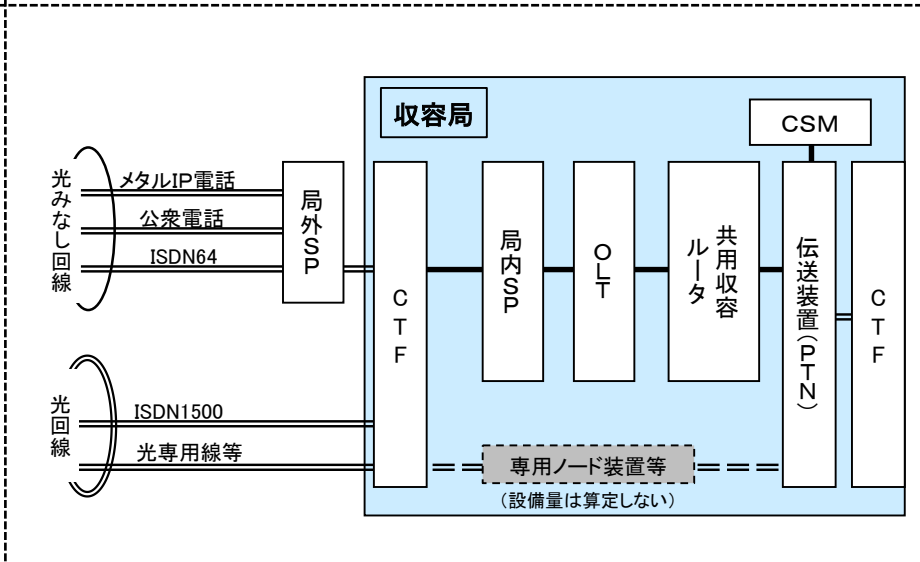 収容局
CSM
光みなし回線
メタルIP電話
公衆電話
ISDN64
局外SP
CTF
局内SP
OLT
共用収容
ルータ
伝送装置(PTN)
CTF
光回線
ISDN1500
光専用線等
専用ノード装置等
(設備量は算定しない)